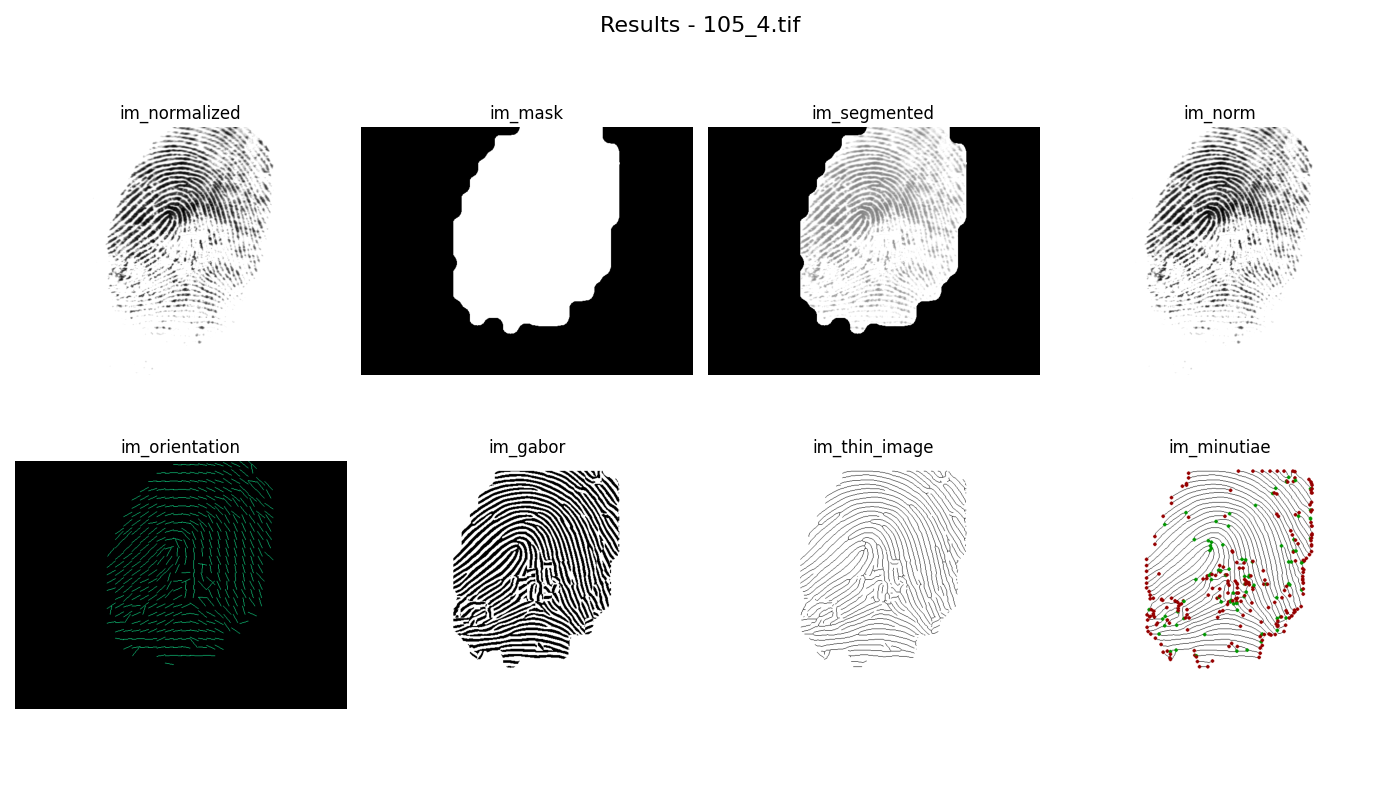 Results - 105_4.tif
im_normalized
im_mask
im_segmented
im_norm
im_orientation
im_gabor
im_thin_image
im_minutiae